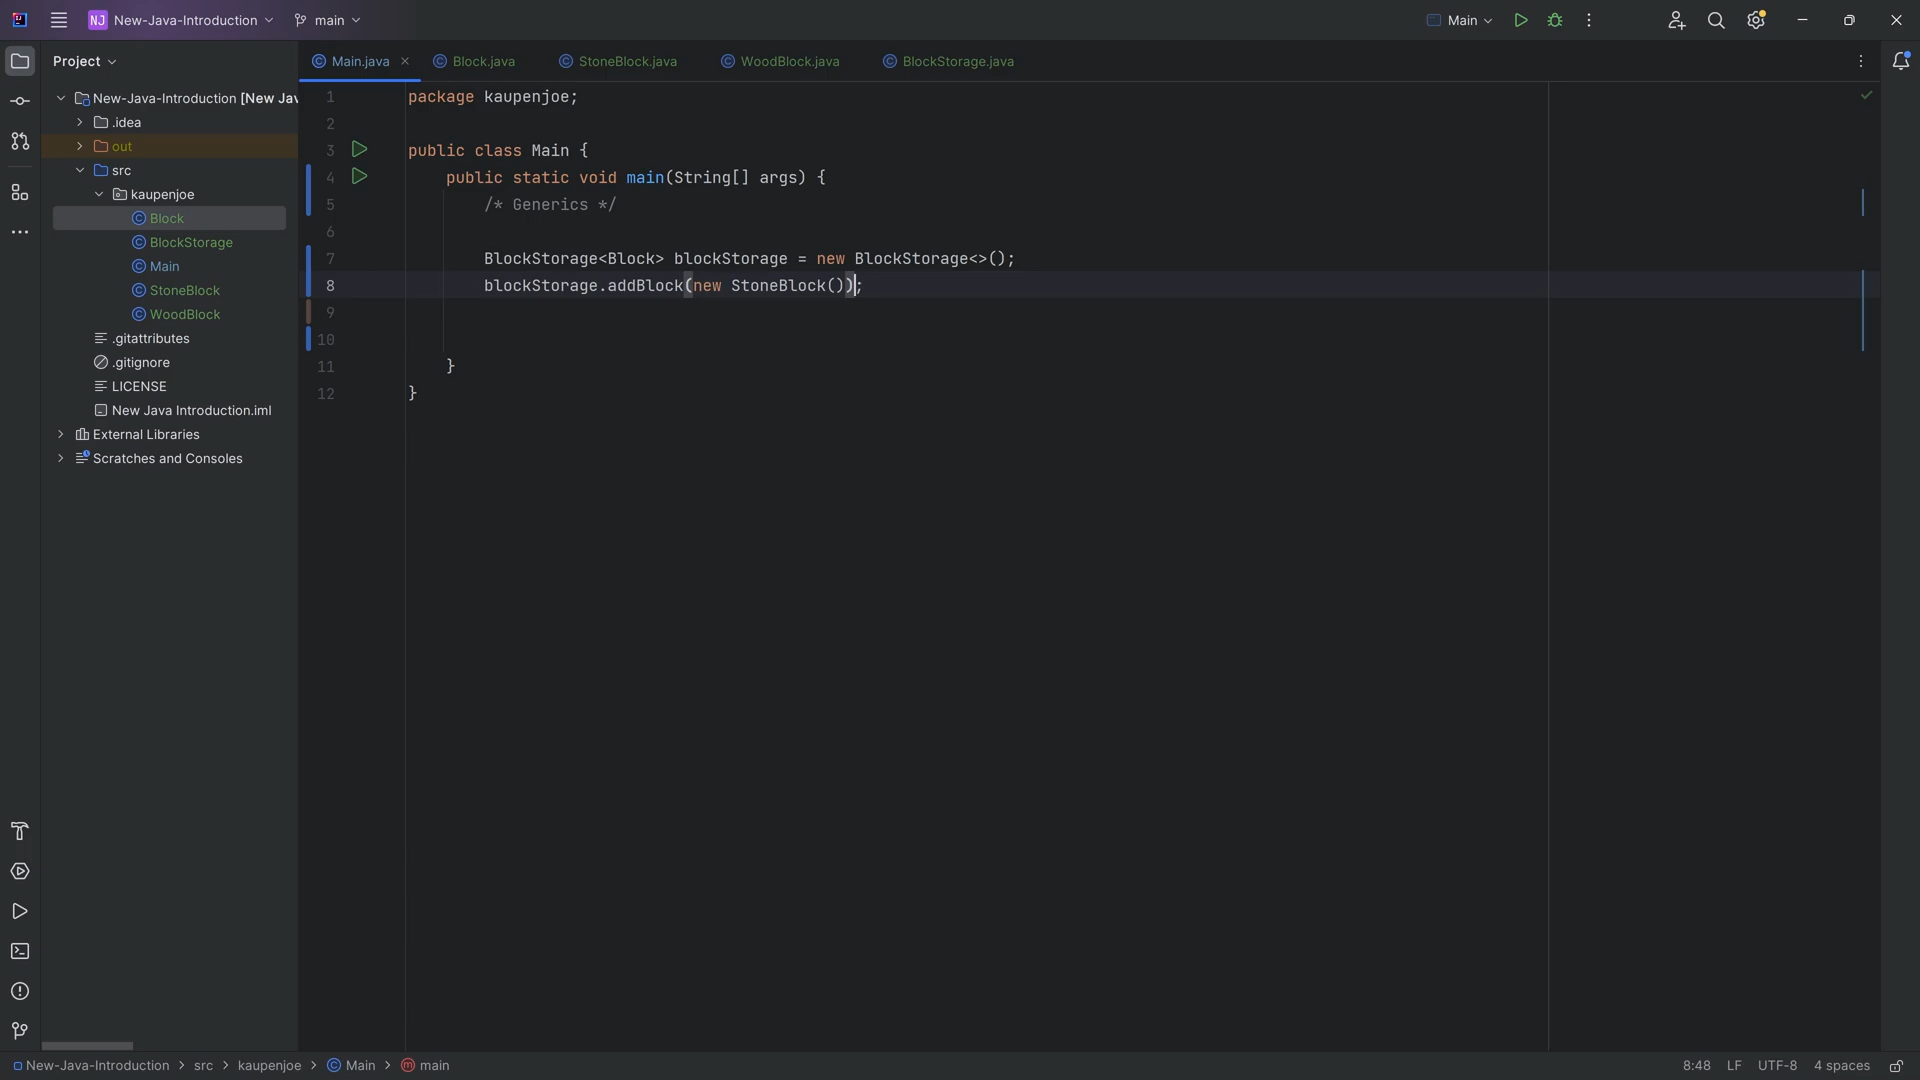 NJ New-Java-Introduction main Main
Project
Main.java Block.java StoneBlock.java WoodBlock.java BlockStorage.java
New-Java-Introduction [New Jav
.idea
out
src
kaupenjoe
Block
BlockStorage
Main
StoneBlock
WoodBlock
.gitattributes
.gitignore
LICENSE
New Java Introduction.iml
External Libraries
Scratches and Consoles
1 package kaupenjoe;
2
3 public class Main {
4 public static void main(String[] args) {
5 /* Generics */
6
7 BlockStorage<Block> blockStorage = new BlockStorage<>();
8 blockStorage.addBlock(new StoneBlock());
9
10
11 }
12 }
New-Java-Introduction > src > kaupenjoe > Main > main 8:48 LF UTF-8 4 spaces